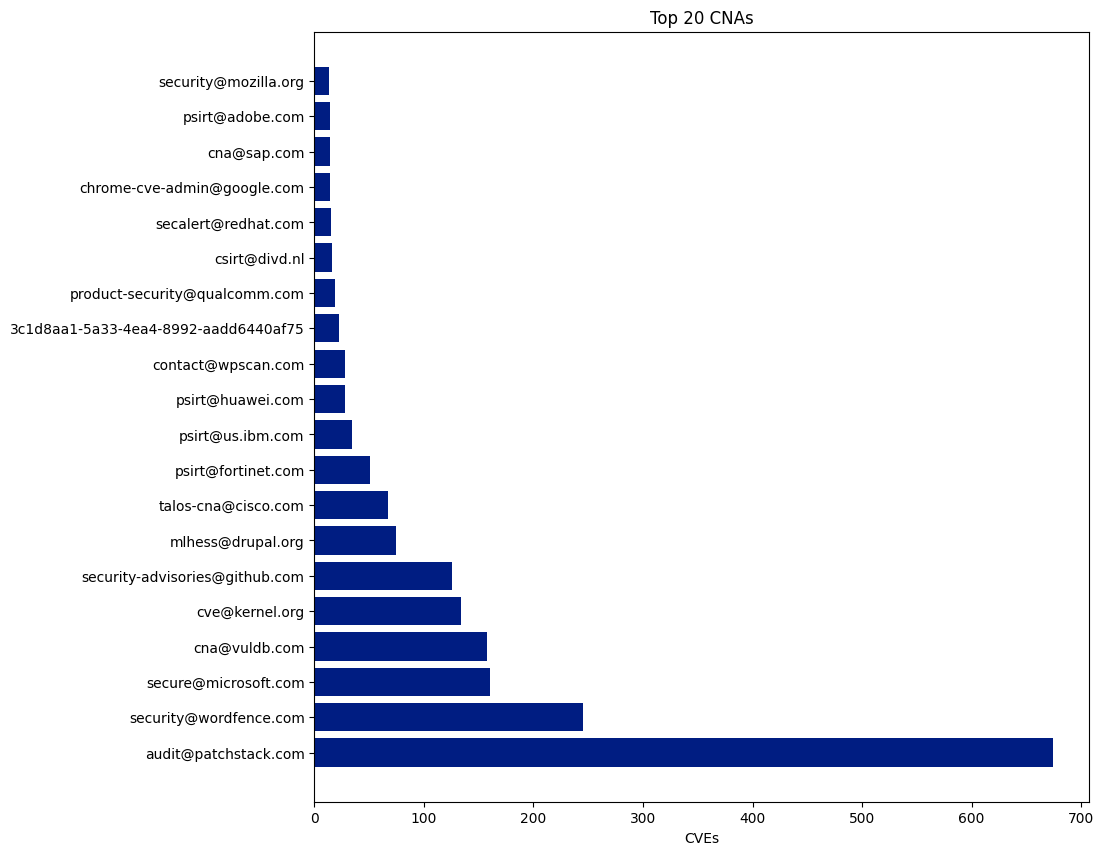 Top 20 CNAs
security@mozilla.org
psirt@adobe.com
cna@sap.com
chrome-cve-admin@google.com
secalert@redhat.com
csirt@divd.nl
product-security@qualcomm.com
3c1d8aa1-5a33-4ea4-8992-aadd6440af75
contact@wpscan.com
psirt@huawei.com
psirt@us.ibm.com
psirt@fortinet.com
talos-cna@cisco.com
mlhess@drupal.org
security-advisories@github.com
cve@kernel.org
cna@vuldb.com
secure@microsoft.com
security@wordfence.com
audit@patchstack.com
0 100 200 300 400 500 600 700
CVEs